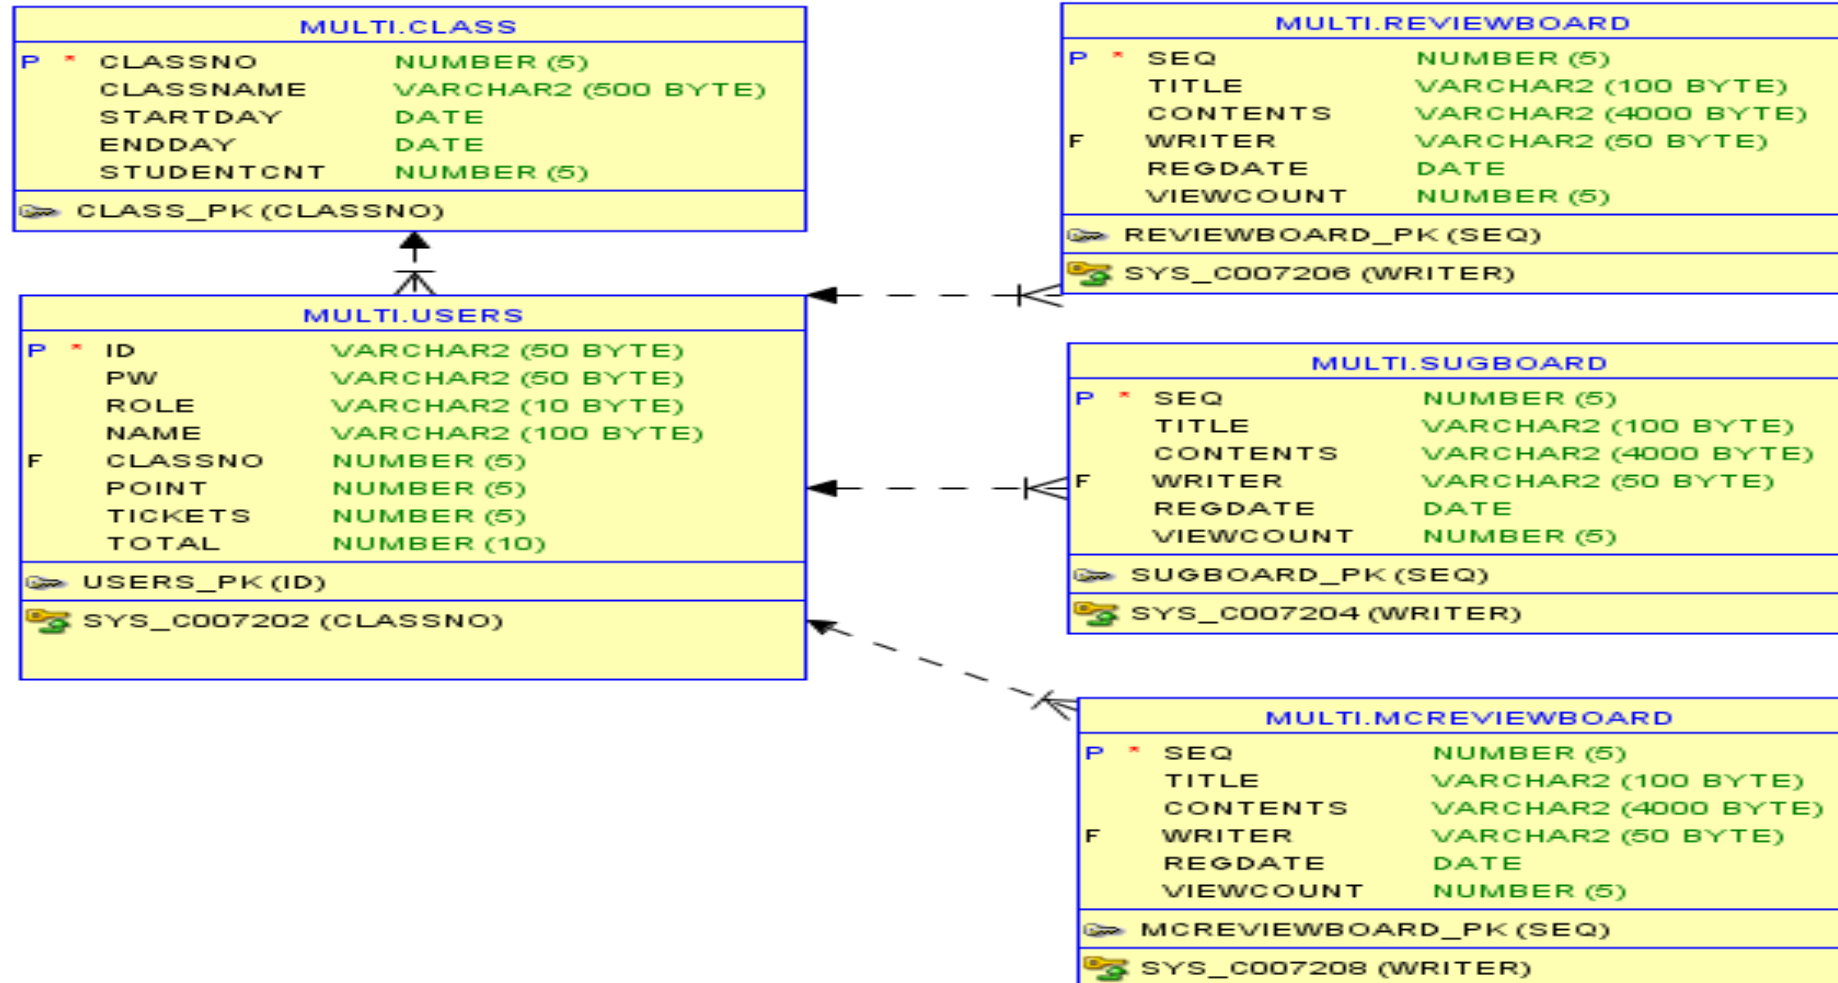 MULTI.CLASS
P * CLASSNO NUMBER (5)
CLASSNAME VARCHAR2 (500 BYTE)
STARTDAY DATE
ENDDAY DATE
STUDENTCNT NUMBER (5)
CLASS_PK (CLASSNO)
MULTI.USERS
P * ID VARCHAR2 (50 BYTE)
PW VARCHAR2 (50 BYTE)
ROLE VARCHAR2 (10 BYTE)
NAME VARCHAR2 (100 BYTE)
F CLASSNO NUMBER (5)
POINT NUMBER (5)
TICKETS NUMBER (5)
TOTAL NUMBER (10)
USERS_PK (ID)
SYS_C007202 (CLASSNO)
MULTI.REVIEWBOARD
P * SEQ NUMBER (5)
TITLE VARCHAR2 (100 BYTE)
CONTENTS VARCHAR2 (4000 BYTE)
F WRITER VARCHAR2 (50 BYTE)
REGDATE DATE
VIEWCOUNT NUMBER (5)
REVIEWBOARD_PK (SEQ)
SYS_C007206 (WRITER)
MULTI.SUGBOARD
P * SEQ NUMBER (5)
TITLE VARCHAR2 (100 BYTE)
CONTENTS VARCHAR2 (4000 BYTE)
F WRITER VARCHAR2 (50 BYTE)
REGDATE DATE
VIEWCOUNT NUMBER (5)
SUGBOARD_PK (SEQ)
SYS_C007204 (WRITER)
MULTI.MCREVIEWBOARD
P * SEQ NUMBER (5)
TITLE VARCHAR2 (100 BYTE)
CONTENTS VARCHAR2 (4000 BYTE)
F WRITER VARCHAR2 (50 BYTE)
REGDATE DATE
VIEWCOUNT NUMBER (5)
MCREVIEWBOARD_PK (SEQ)
SYS_C007208 (WRITER)